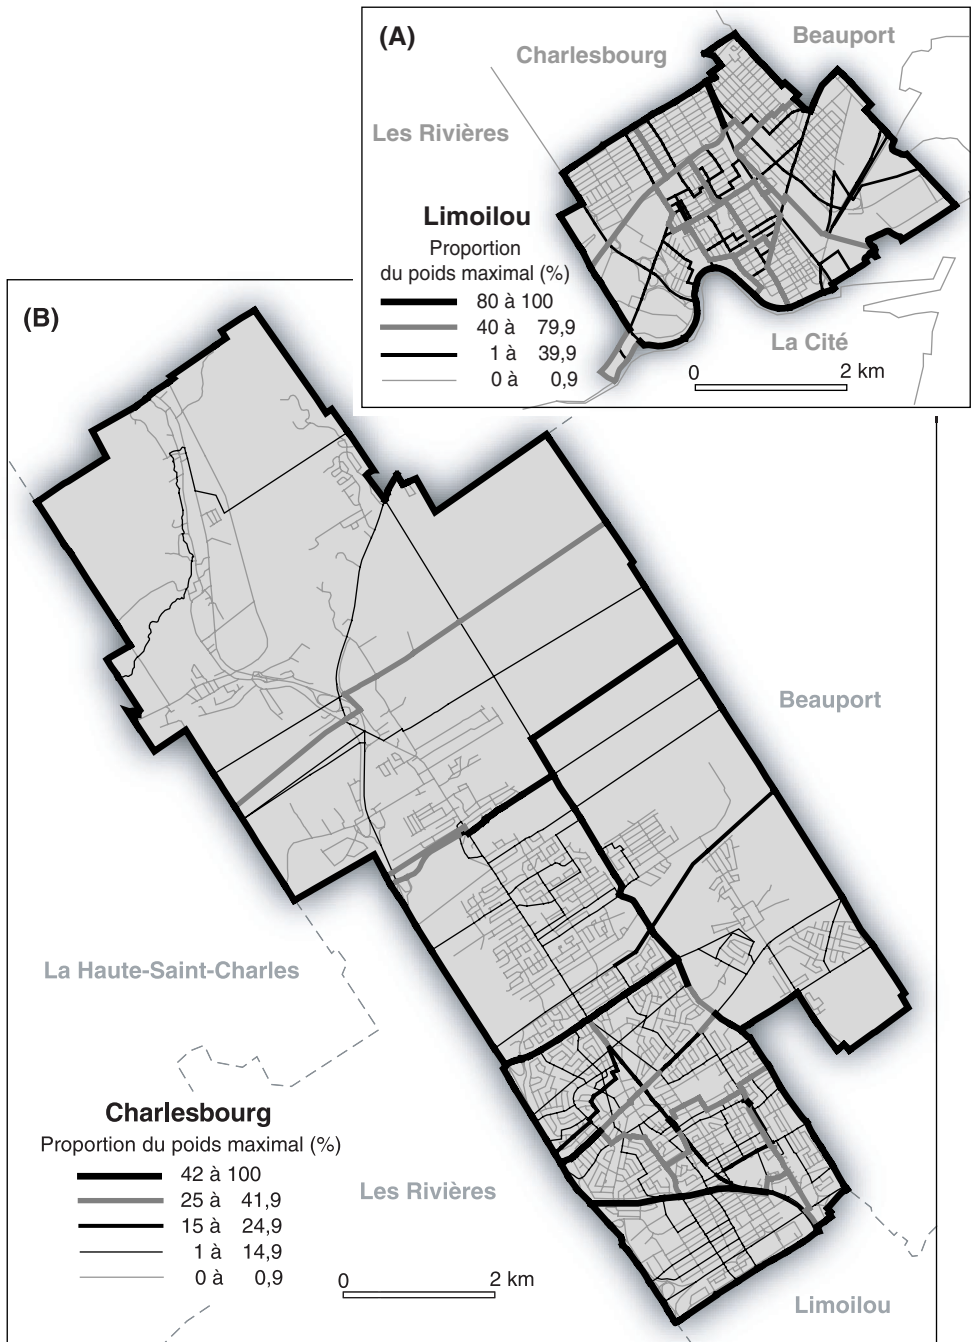 (A)
Charlesbourg
Beauport
Les Rivières
Limoilou
Proportion
du poids maximal (%)
80 à 100
40 à 79,9
1 à 39,9
0 à 0,9
La Cité
0 2 km
(B)
Beauport
La Haute-Saint-Charles
Charlesbourg
Proportion du poids maximal (%)
42 à 100
25 à 41,9
15 à 24,9
1 à 14,9
0 à 0,9
Les Rivières
0 2 km
Limoilou